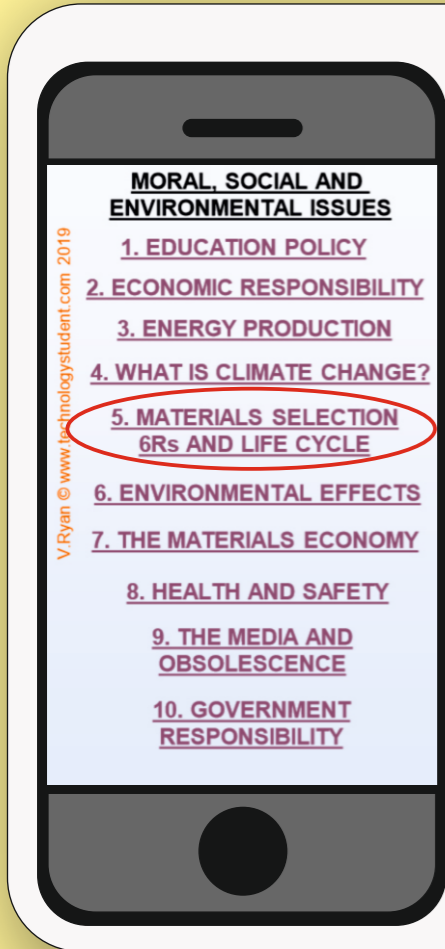 MORAL, SOCIAL AND
ENVIRONMENTAL ISSUES
1. EDUCATION POLICY
2. ECONOMIC RESPONSIBILITY
3. ENERGY PRODUCTION
4. WHAT IS CLIMATE CHANGE?
5. MATERIALS SELECTION
6Rs AND LIFE CYCLE
6. ENVIRONMENTAL EFFECTS
7. THE MATERIALS ECONOMY
8. HEALTH AND SAFETY
9. THE MEDIA AND
OBSOLESCENCE
10. GOVERNMENT
RESPONSIBILITY
V.Ryan © www.technologystudent.com 2019